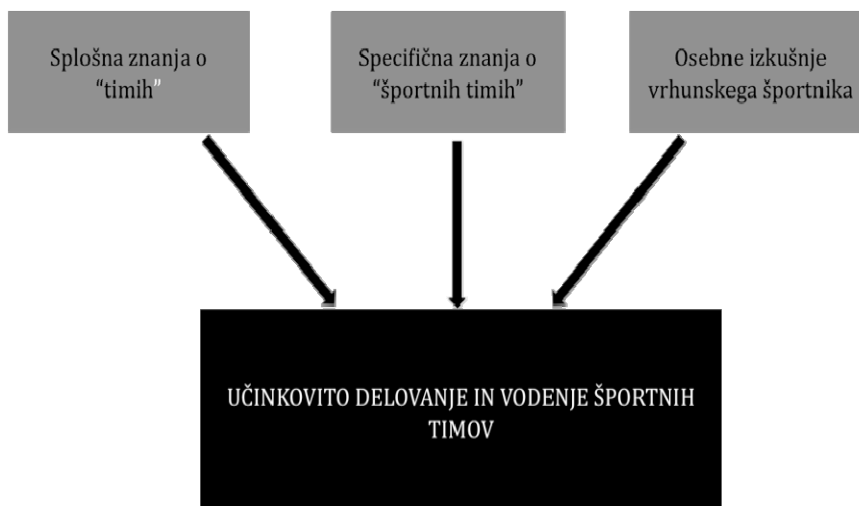 Splošna znanja o
“timih”
Specifična znanja o
“športnih timih”
Osebne izkušnje
vrhunskega športnika
UČINKOVITO DELOVANJE IN VODENJE ŠPORTNIH
TIMOV